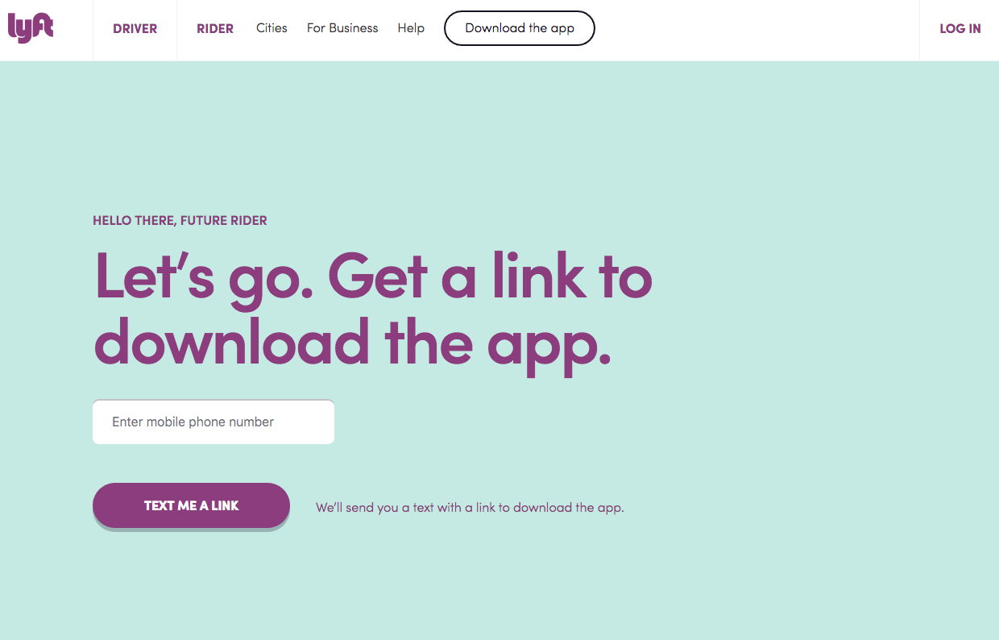 lyft
DRIVER
RIDER
Cities
For Business
Help
Download the app
LOG IN
HELLO THERE, FUTURE RIDER
Let’s go. Get a link to
download the app.
Enter mobile phone number
TEXT ME A LINK
We’ll send you a text with a link to download the app.